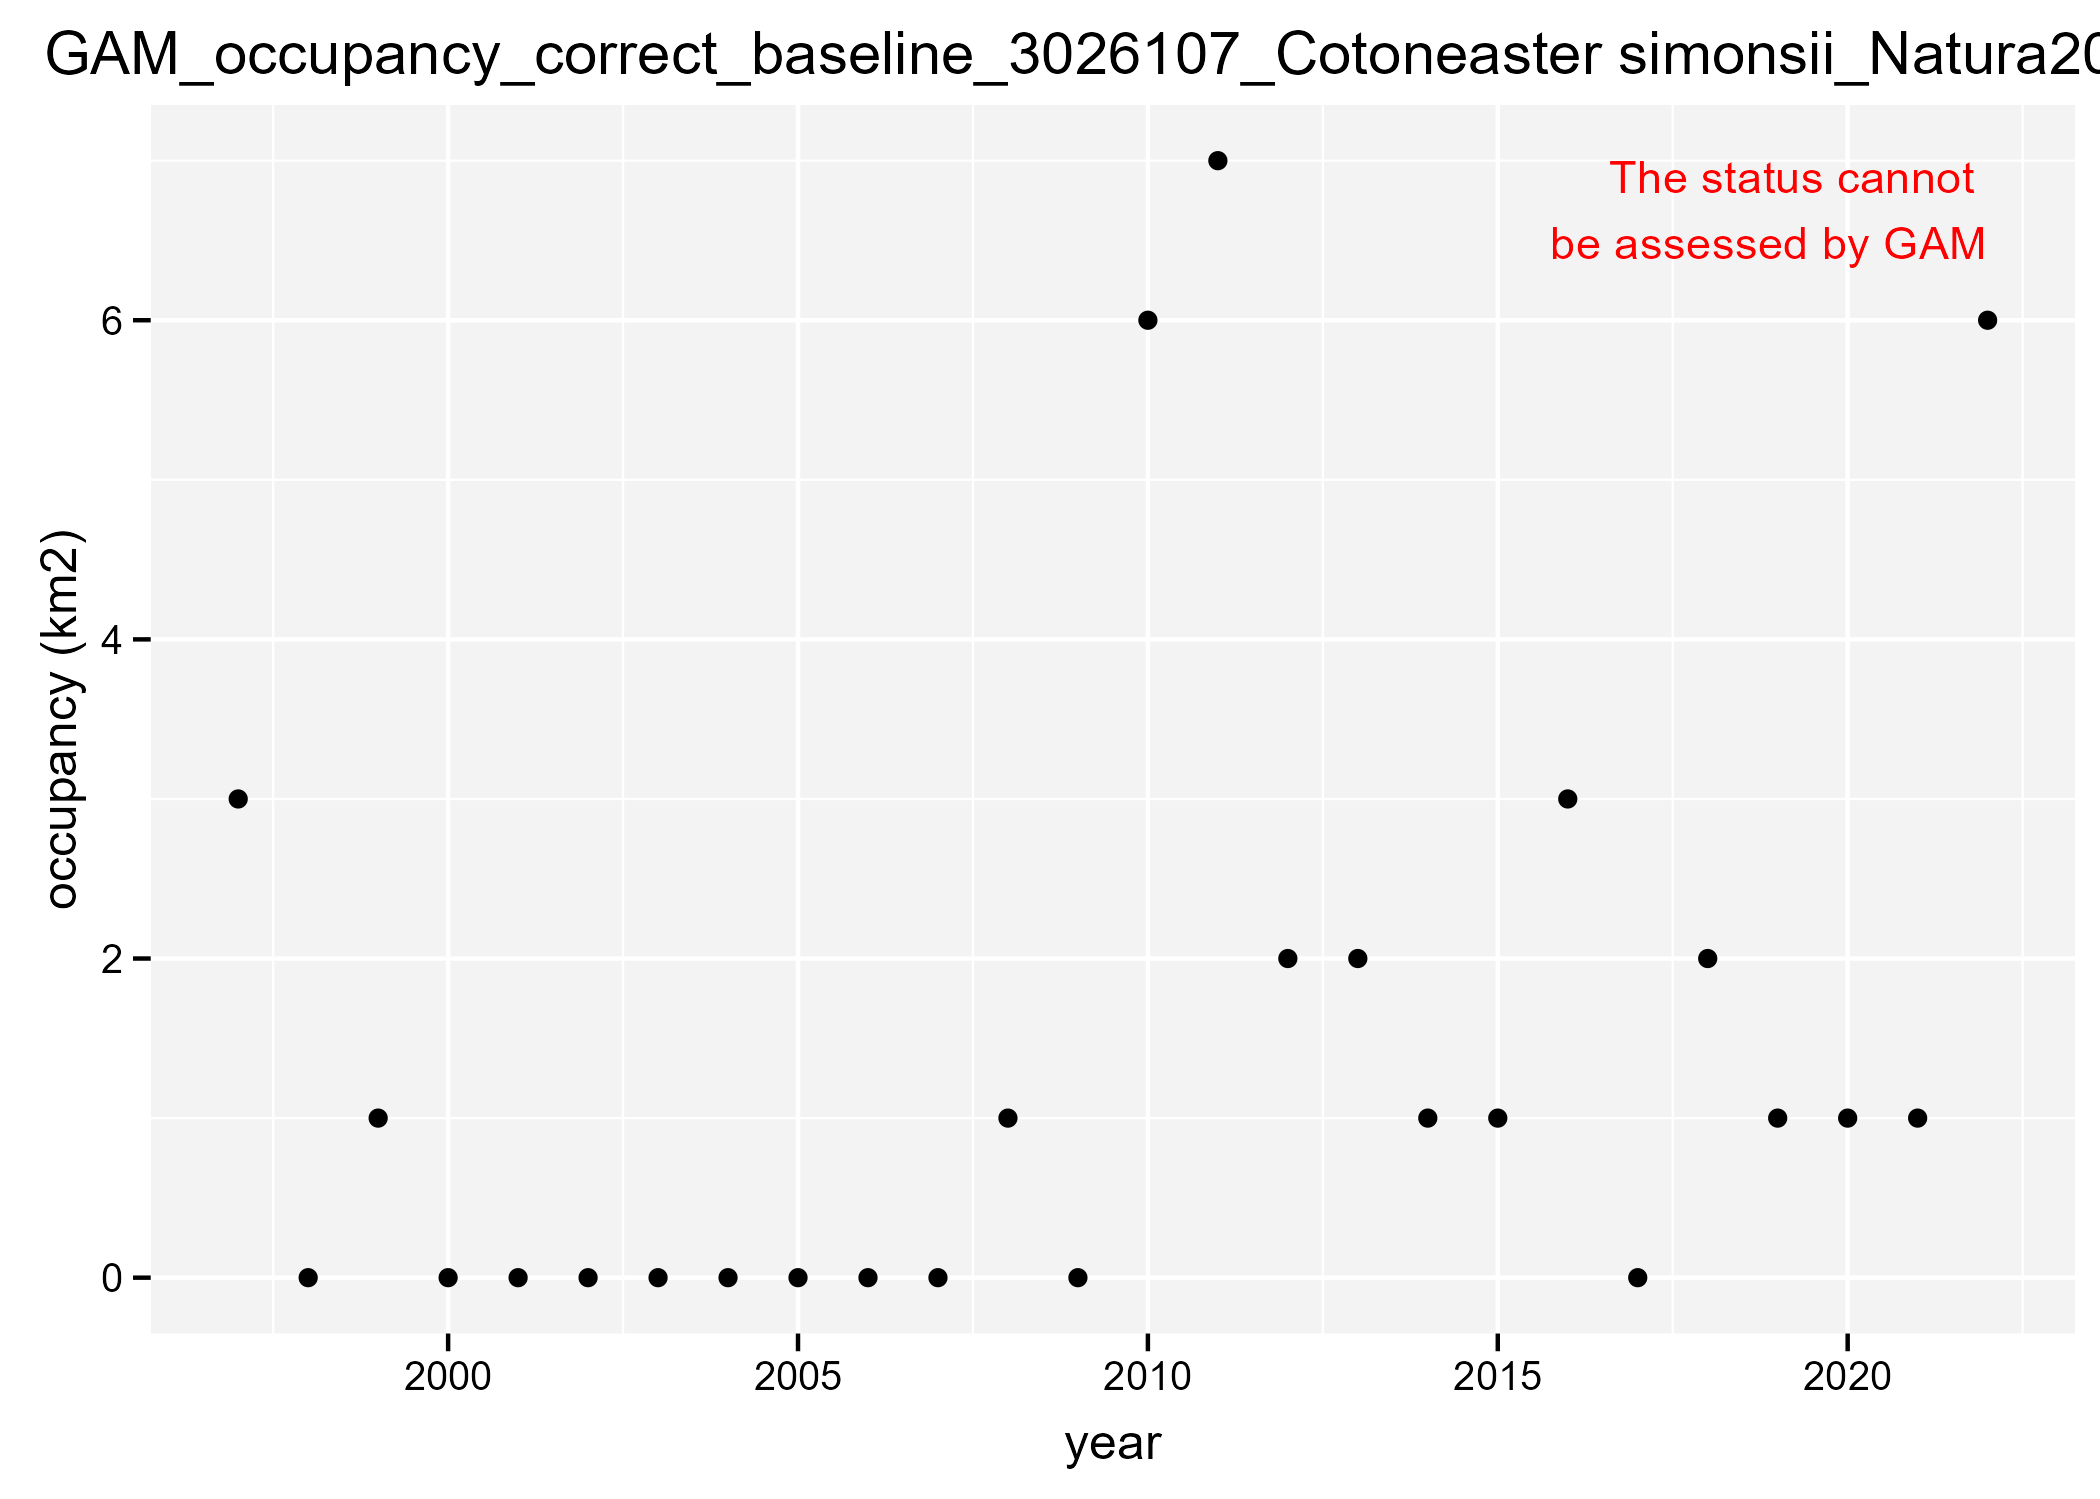 GAM_occupancy_correct_baseline_3026107_Cotoneaster simonsii_Natura20
The status cannot
be assessed by GAM
occupancy (km2)
6
4
2
0
2000 2005 2010 2015 2020
year